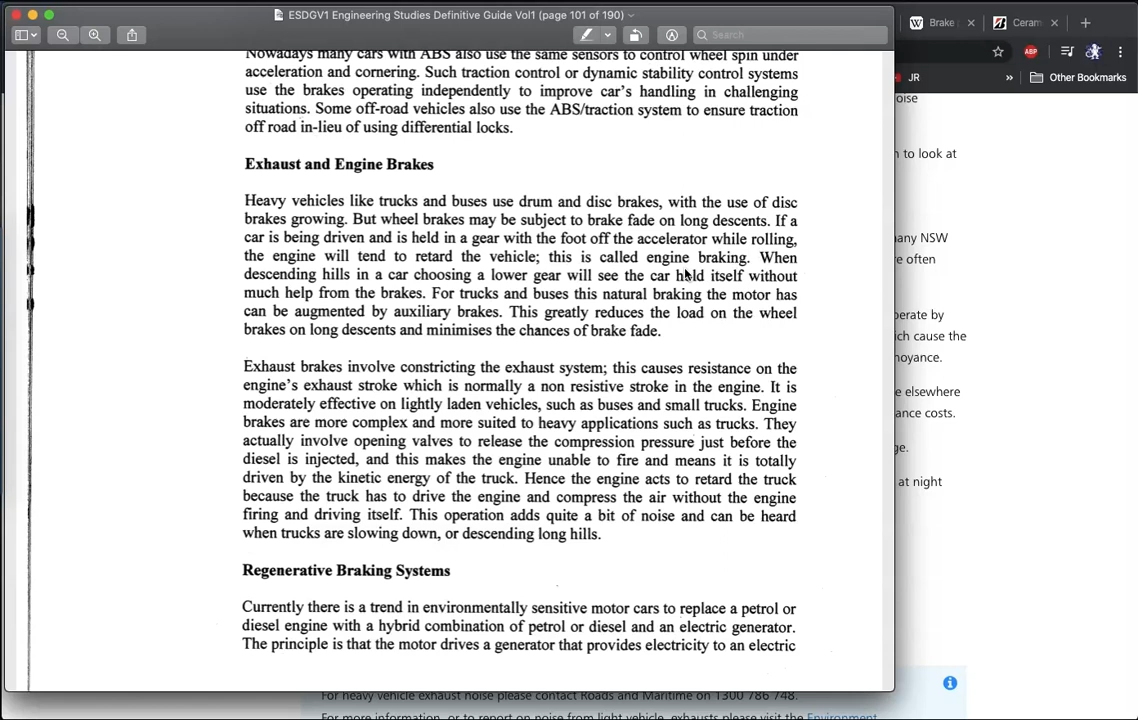 ESDGV1 Engineering Studies Definitive Guide Vol1 (page 101 of 190)
Search
Brake
Ceram
ABP
JR
Other Bookmarks
Nowadays many cars with ABS also use the same sensors to control wheel spin under
acceleration and cornering. Such traction control or dynamic stability control systems
use the brakes operating independently to improve car's handling in challenging
situations. Some off-road vehicles also use the ABS/traction system to ensure traction
off road in-lieu of using differential locks.
Exhaust and Engine Brakes
Heavy vehicles like trucks and buses use drum and disc brakes, with the use of disc
brakes growing. But wheel brakes may be subject to brake fade on long descents. If a
car is being driven and is held in a gear with the foot off the accelerator while rolling,
the engine will tend to retard the vehicle; this is called engine braking. When
descending hills in a car choosing a lower gear will see the car hold itself without
much help from the brakes. For trucks and buses this natural braking the motor has
can be augmented by auxiliary brakes. This greatly reduces the load on the wheel
brakes on long descents and minimises the chances of brake fade.
Exhaust brakes involve constricting the exhaust system; this causes resistance on the
engine's exhaust stroke which is normally a non resistive stroke in the engine. It is
moderately effective on lightly laden vehicles, such as buses and small trucks. Engine
brakes are more complex and more suited to heavy applications such as trucks. They
actually involve opening valves to release the compression pressure just before the
diesel is injected, and this makes the engine unable to fire and means it is totally
driven by the kinetic energy of the truck. Hence the engine acts to retard the truck
because the truck has to drive the engine and compress the air without the engine
firing and driving itself. This operation adds quite a bit of noise and can be heard
when trucks are slowing down, or descending long hills.
Regenerative Braking Systems
Currently there is a trend in environmentally sensitive motor cars to replace a petrol or
diesel engine with a hybrid combination of petrol or diesel and an electric generator.
The principle is that the motor drives a generator that provides electricity to an electric
oise
n to look at
nany NSW
re often
erate by
ich cause the
noyance.
e elsewhere
ance costs.
ge.
at night
For heavy vehicle exhaust noise please contact Roads and Maritime on 1300 786 748.
For more information, or to report on noise from light vehicle exhausts please visit the Environment